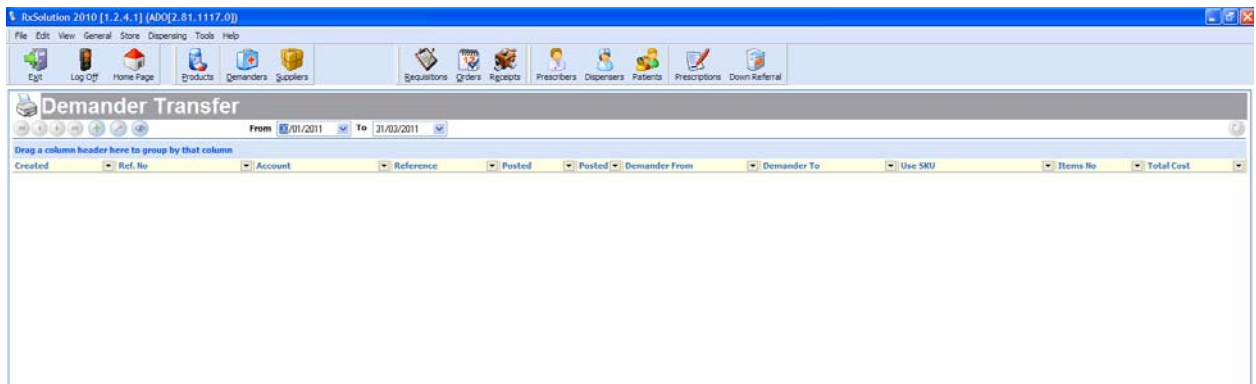 RxSolution 2010 [1.2.4.1] (ADO[2.81.1117.0])
File Edit View General Store Dispensing Tools Help
Exit Log Off Home Page Products Demanders Suppliers Requisitions Orders Receipts Prescribers Dispensers Patients Prescriptions Down Referral
Demander Transfer
From /01/2011 To 31/03/2011
Drag a column header here to group by that column
Created Ref. No Account Reference Posted Posted Demander From Demander To Use SKU Items No Total Cost